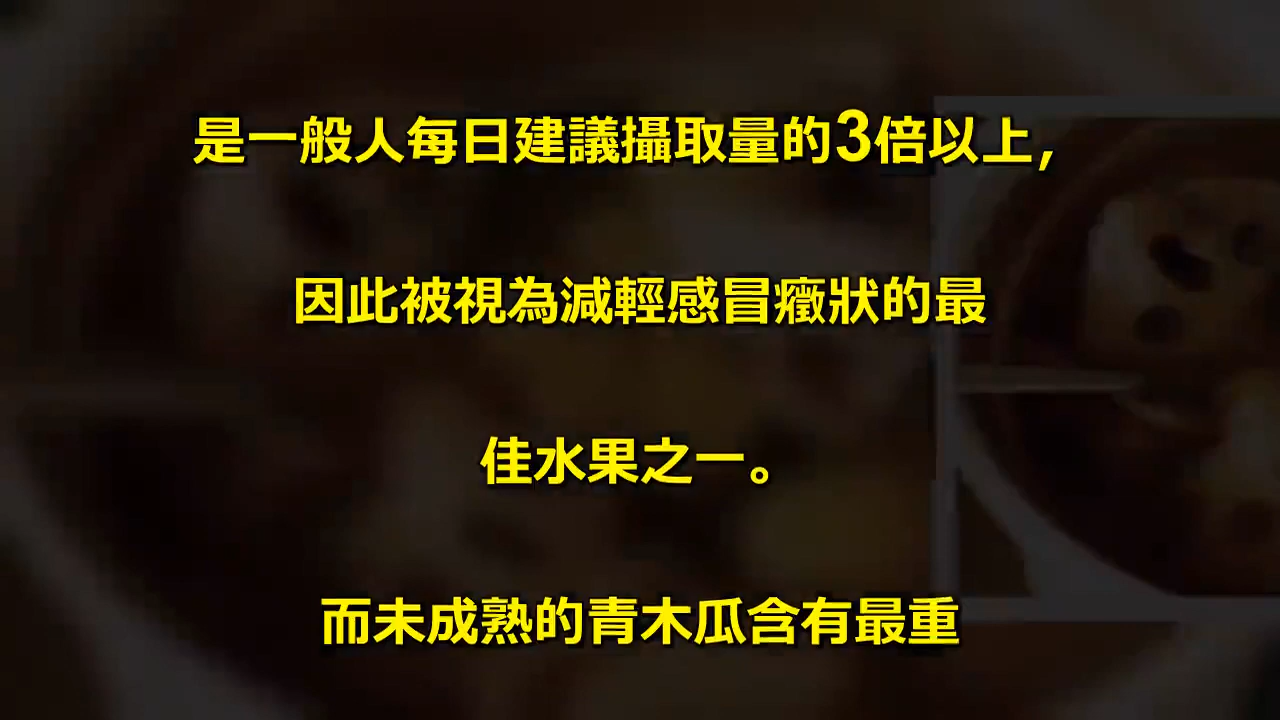 是一般人每日建議攝取量的3倍以上，
因此被視為減輕感冒癥狀的最
佳水果之一。
而未成熟的青木瓜含有最重